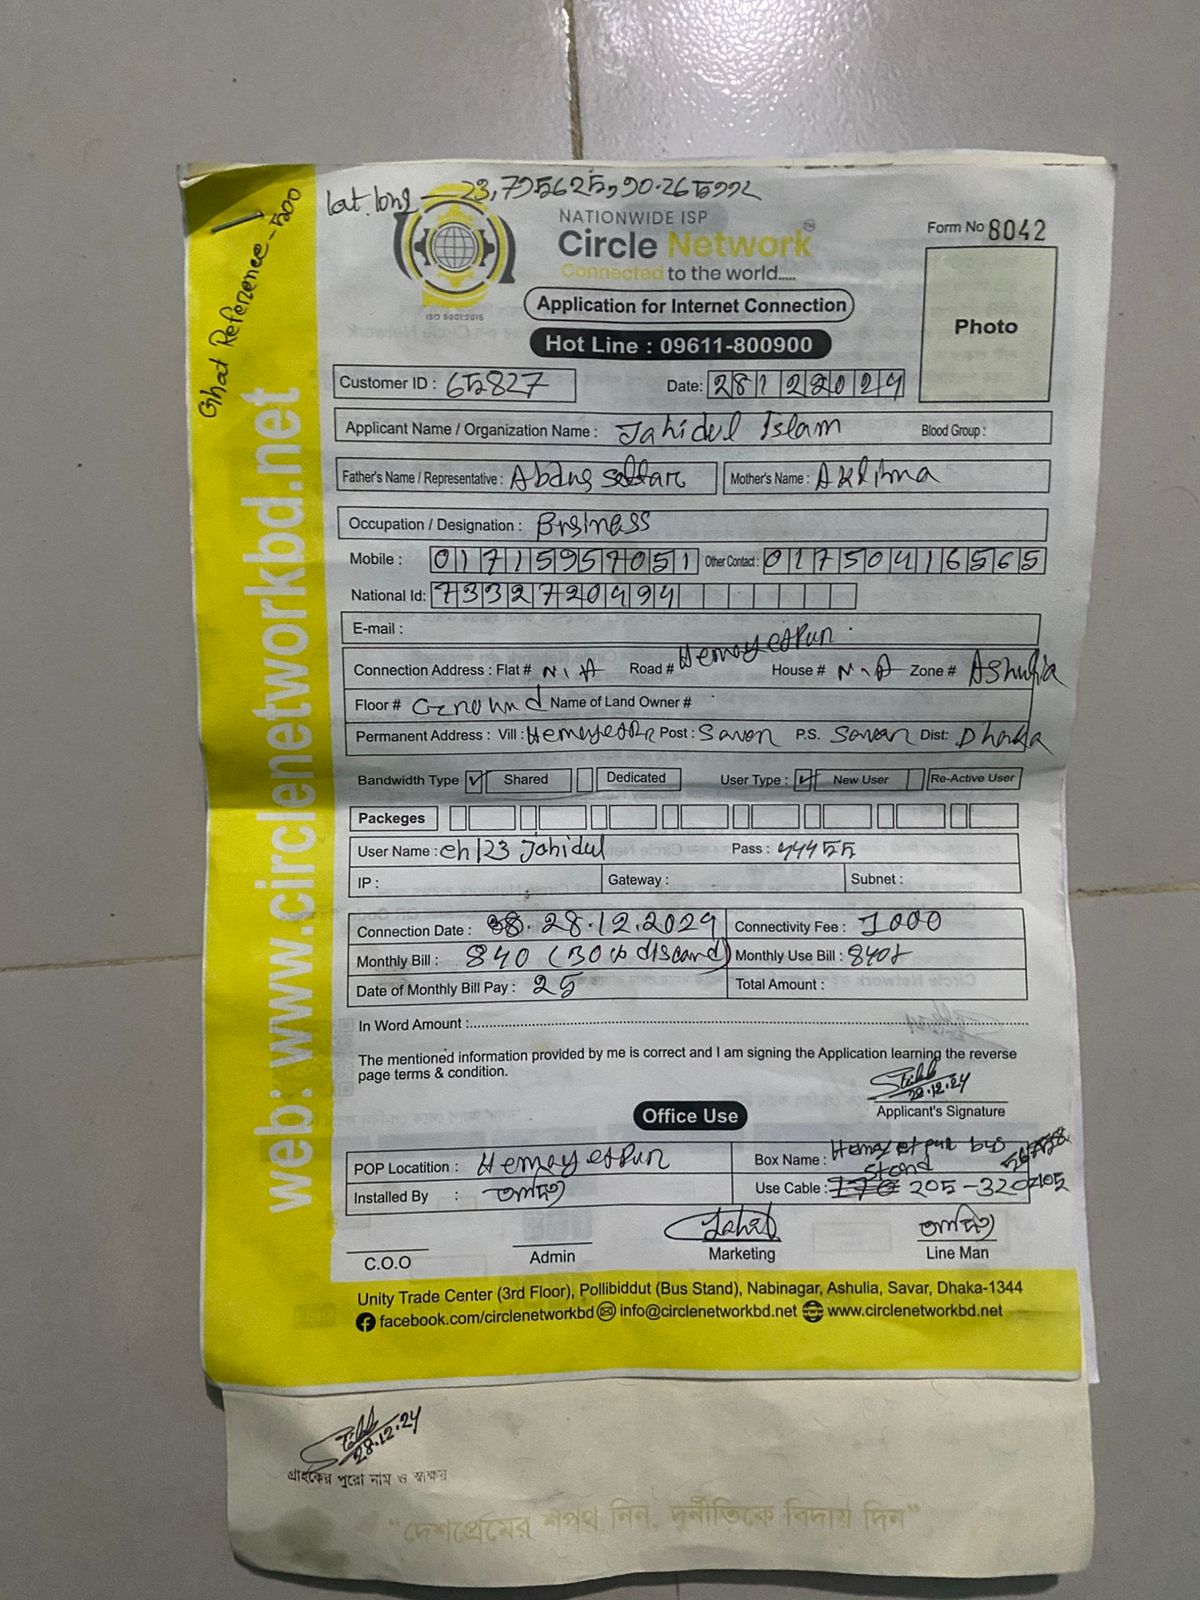 Lat. long — 23,795625,90.265992
Ghat Reference - 500
NATIONWIDE ISP
Circle Network
Connected to the world.....
ISO 9001:2015
Form No 8042
Application for Internet Connection
Hot Line : 09611-800900
Photo
Customer ID : 65827 Date: 28122024
Applicant Name / Organization Name : Jahidul Islam Blood Group :
Father's Name / Representative : Abdus sattar Mother's Name : Aklima
Occupation / Designation : Business
Mobile : 01715957051 Other Contact : 01750416565
National Id: 7332720494
E-mail :
Connection Address : Flat # N.A Road # Hemayetpur House # N.A Zone # Ashulia
Floor # Ground Name of Land Owner #
Permanent Address : Vill : Hemayetpur Post : Savar P.S. Savar Dist: Dhaka
Bandwidth Type ✓ Shared Dedicated User Type : ✓ New User Re-Active User
Packeges
User Name : ch123 Jahidul Pass : 44455
IP : Gateway : Subnet :
Connection Date : 28.12.2024 Connectivity Fee : 1000
Monthly Bill : 840 (30% discand) Monthly Use Bill : 840/
Date of Monthly Bill Pay : 25 Total Amount :
In Word Amount :
The mentioned information provided by me is correct and I am signing the Application learning the reverse
page terms & condition.
28.12.24
Applicant's Signature
Office Use
POP Locatition : Hemayetpur Box Name : Hemayetpur bus stand
Installed By : Use Cable : 205-320
C.O.O Admin Marketing Line Man
Unity Trade Center (3rd Floor), Pollibiddut (Bus Stand), Nabinagar, Ashulia, Savar, Dhaka-1344
facebook.com/circlenetworkbd info@circlenetworkbd.net www.circlenetworkbd.net
web: www.circlenetworkbd.net
28.12.24
গ্রাহকের পুরো নাম ও স্বাক্ষর
“দেশপ্রেমের শপথ নিন, দুর্নীতিকে বিদায় দিন”